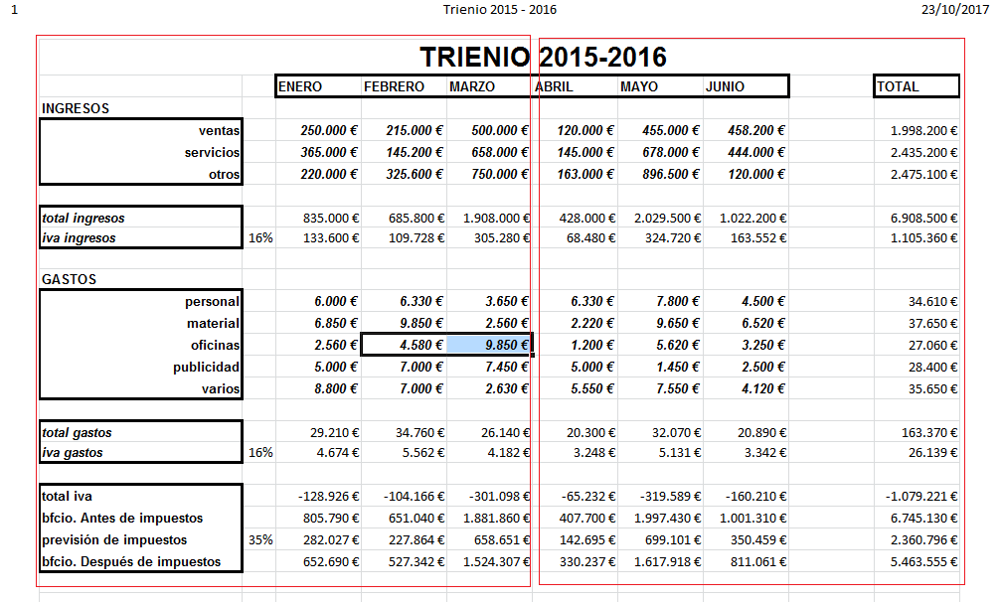 1 Trienio 2015 - 2016 23/10/2017
TRIENIO 2015-2016
ENERO FEBRERO MARZO ABRIL MAYO JUNIO TOTAL
INGRESOS
ventas 250.000 € 215.000 € 500.000 € 120.000 € 455.000 € 458.200 € 1.998.200 €
servicios 365.000 € 145.200 € 658.000 € 145.000 € 678.000 € 444.000 € 2.435.200 €
otros 220.000 € 325.600 € 750.000 € 163.000 € 896.500 € 120.000 € 2.475.100 €
total ingresos 835.000 € 685.800 € 1.908.000 € 428.000 € 2.029.500 € 1.022.200 € 6.908.500 €
iva ingresos 16% 133.600 € 109.728 € 305.280 € 68.480 € 324.720 € 163.552 € 1.105.360 €
GASTOS
personal 6.000 € 6.330 € 3.650 € 6.330 € 7.800 € 4.500 € 34.610 €
material 6.850 € 9.850 € 2.560 € 2.220 € 9.650 € 6.520 € 37.650 €
oficinas 2.560 € 4.580 € 9.850 € 1.200 € 5.620 € 3.250 € 27.060 €
publicidad 5.000 € 7.000 € 7.450 € 5.000 € 1.450 € 2.500 € 28.400 €
varios 8.800 € 7.000 € 2.630 € 5.550 € 7.550 € 4.120 € 35.650 €
total gastos 29.210 € 34.760 € 26.140 € 20.300 € 32.070 € 20.890 € 163.370 €
iva gastos 16% 4.674 € 5.562 € 4.182 € 3.248 € 5.131 € 3.342 € 26.139 €
total iva -128.926 € -104.166 € -301.098 € -65.232 € -319.589 € -160.210 € -1.079.221 €
bfcio. Antes de impuestos 805.790 € 651.040 € 1.881.860 € 407.700 € 1.997.430 € 1.001.310 € 6.745.130 €
previsión de impuestos 35% 282.027 € 227.864 € 658.651 € 142.695 € 699.101 € 350.459 € 2.360.796 €
bfcio. Después de impuestos 652.690 € 527.342 € 1.524.307 € 330.237 € 1.617.918 € 811.061 € 5.463.555 €